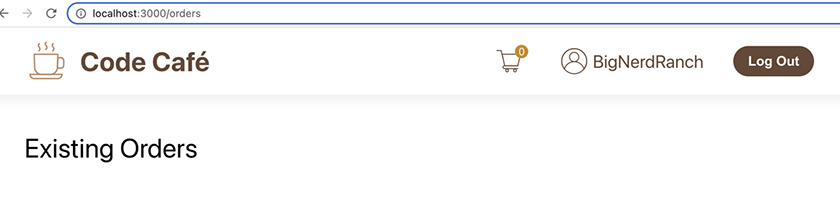 localhost:3000/orders
Code Café
0
BigNerdRanch
Log Out
Existing Orders